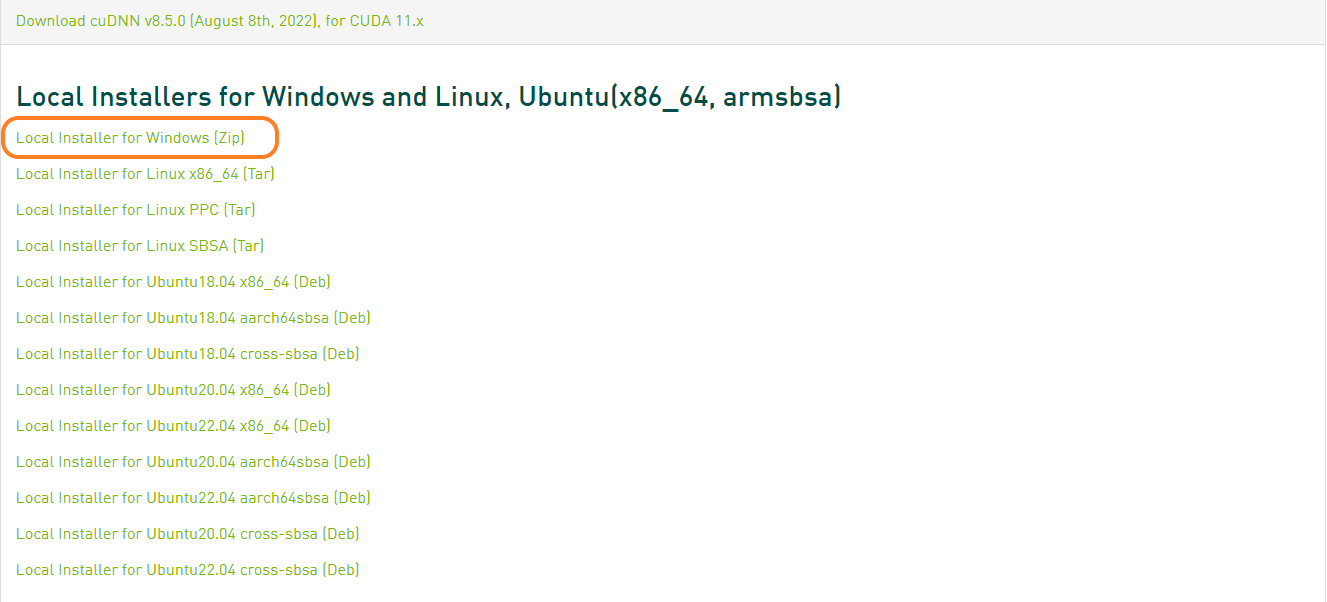 Download cuDNN v8.5.0 (August 8th, 2022), for CUDA 11.x
Local Installers for Windows and Linux, Ubuntu(x86_64, armsbsa)
Local Installer for Windows (Zip)
Local Installer for Linux x86_64 (Tar)
Local Installer for Linux PPC (Tar)
Local Installer for Linux SBSA (Tar)
Local Installer for Ubuntu18.04 x86_64 (Deb)
Local Installer for Ubuntu18.04 aarch64sbsa (Deb)
Local Installer for Ubuntu18.04 cross-sbsa (Deb)
Local Installer for Ubuntu20.04 x86_64 (Deb)
Local Installer for Ubuntu22.04 x86_64 (Deb)
Local Installer for Ubuntu20.04 aarch64sbsa (Deb)
Local Installer for Ubuntu22.04 aarch64sbsa (Deb)
Local Installer for Ubuntu20.04 cross-sbsa (Deb)
Local Installer for Ubuntu22.04 cross-sbsa (Deb)